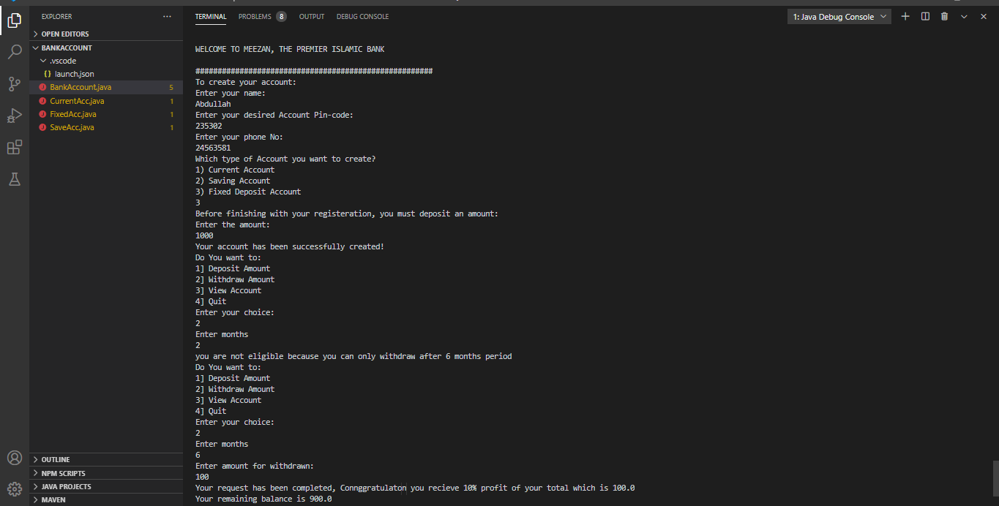 EXPLORER
OPEN EDITORS
BANKACCOUNT
.vscode
{} launch.json
J BankAccount.java 5
J CurrentAcc.java 1
J FixedAcc.java 1
J SaveAcc.java 1
OUTLINE
NPM SCRIPTS
JAVA PROJECTS
MAVEN
TERMINAL PROBLEMS 8 OUTPUT DEBUG CONSOLE 1: Java Debug Console
WELCOME TO MEEZAN, THE PREMIER ISLAMIC BANK
######################################################
To create your account:
Enter your name:
Abdullah
Enter your desired Account Pin-code:
235302
Enter your phone No:
24563581
Which type of Account you want to create?
1) Current Account
2) Saving Account
3) Fixed Deposit Account
3
Before finishing with your registeration, you must deposit an amount:
Enter the amount:
1000
Your account has been successfully created!
Do You want to:
1] Deposit Amount
2] Withdraw Amount
3] View Account
4] Quit
Enter your choice:
2
Enter months
2
you are not eligible because you can only withdraw after 6 months period
Do You want to:
1] Deposit Amount
2] Withdraw Amount
3] View Account
4] Quit
Enter your choice:
2
Enter months
6
Enter amount for withdrawn:
100
Your request has been completed, Connggratulaton you recieve 10% profit of your total which is 100.0
Your remaining balance is 900.0